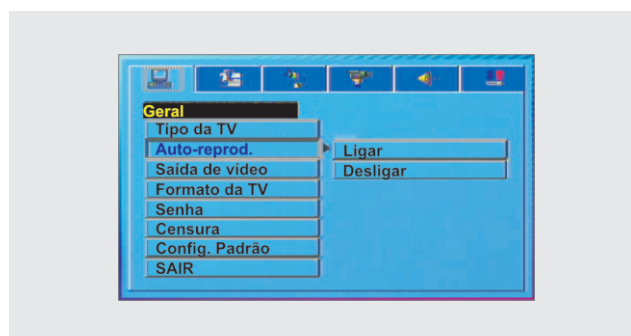 Geral
Tipo da TV
Auto-reprod.
Ligar
Saída de vídeo
Desligar
Formato da TV
Senha
Censura
Config. Padrão
SAIR